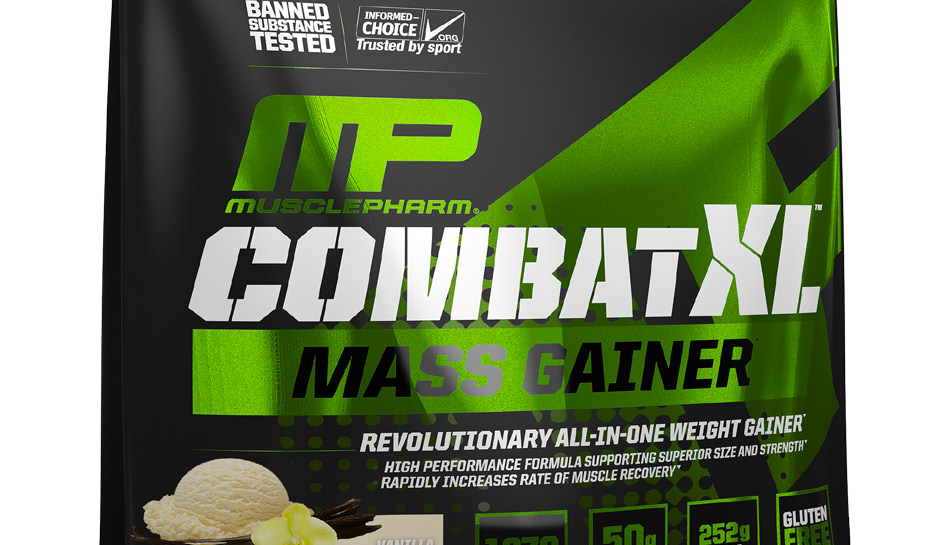 BANNED
SUBSTANCE
TESTED
INFORMED–
CHOICE
.ORG
Trusted by sport
MP
MUSCLEPHARM®
COMBAT XL™
MASS GAINER
REVOLUTIONARY ALL-IN-ONE WEIGHT GAINER
HIGH PERFORMANCE FORMULA SUPPORTING SUPERIOR SIZE AND STRENGTH
RAPIDLY INCREASES RATE OF MUSCLE RECOVERY
VANILLA
50g
252g
GLUTEN
FREE